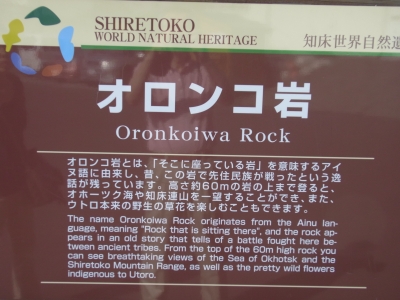 SHIRETOKO
WORLD NATURAL HERITAGE
知床世界自然遺
オロンコ岩
Oronkoiwa Rock
オロンコ岩とは、「そこに座っている岩」を意味するアイ
ヌ語に由来し、昔、この岩で先住民族が戦ったという逸
話が残っています。高さ約60mの岩の上まで登ると、
オホーツク海や知床連山を一望することができ、また、
ウトロ本来の野生の草花を楽しむこともできます。
The name Oronkoiwa Rock originates from the Ainu lan-
guage, meaning "Rock that is sitting there", and the rock ap-
pears in an old story that tells of a battle fought here be-
tween ancient tribes. From the top of the 60m high rock you
can see breathtaking views of the Sea of Okhotsk and the
Shiretoko Mountain Range, as well as the pretty wild flowers
indigenous to Utoro.